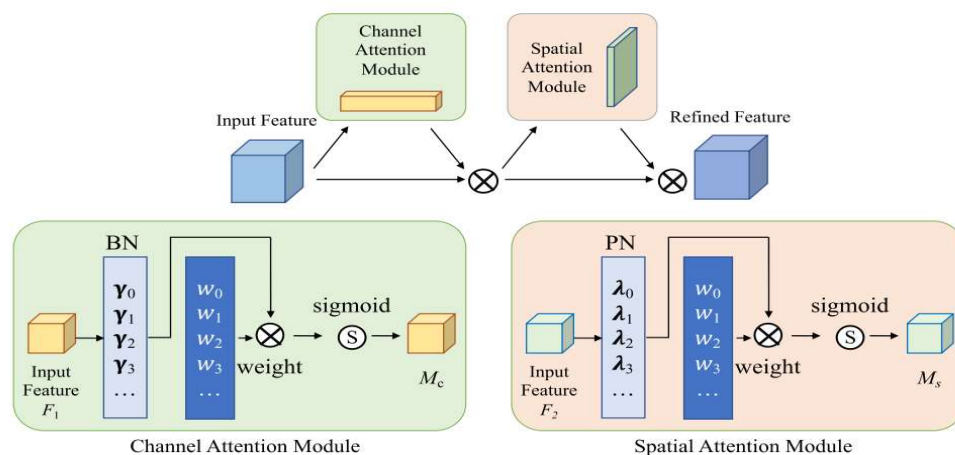 Channel
Attention
Module
Spatial
Attention
Module
Input Feature
Refined Feature
BN
γ0
γ1
γ2
γ3
...
w0
w1
w2
w3
...
weight
sigmoid
S
Input
Feature
F1
Mc
Channel Attention Module
PN
λ0
λ1
λ2
λ3
...
w0
w1
w2
w3
...
weight
sigmoid
S
Input
Feature
F2
Ms
Spatial Attention Module